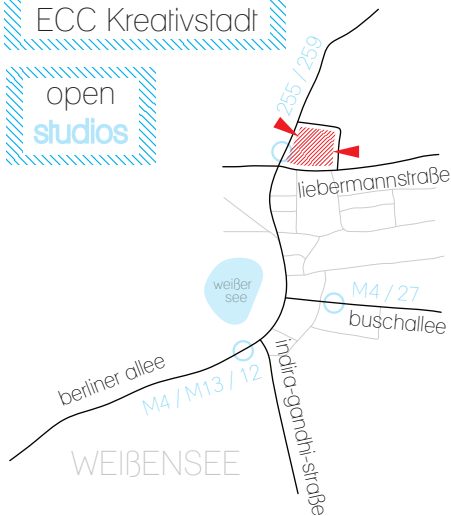 ECC Kreativstadt
open
studios
255 / 259
liebermannstraße
weißer
see
M4 / 27
buschallee
berliner allee
M4 / M13 / 12
indira-gandhi-straße
WEIßENSEE